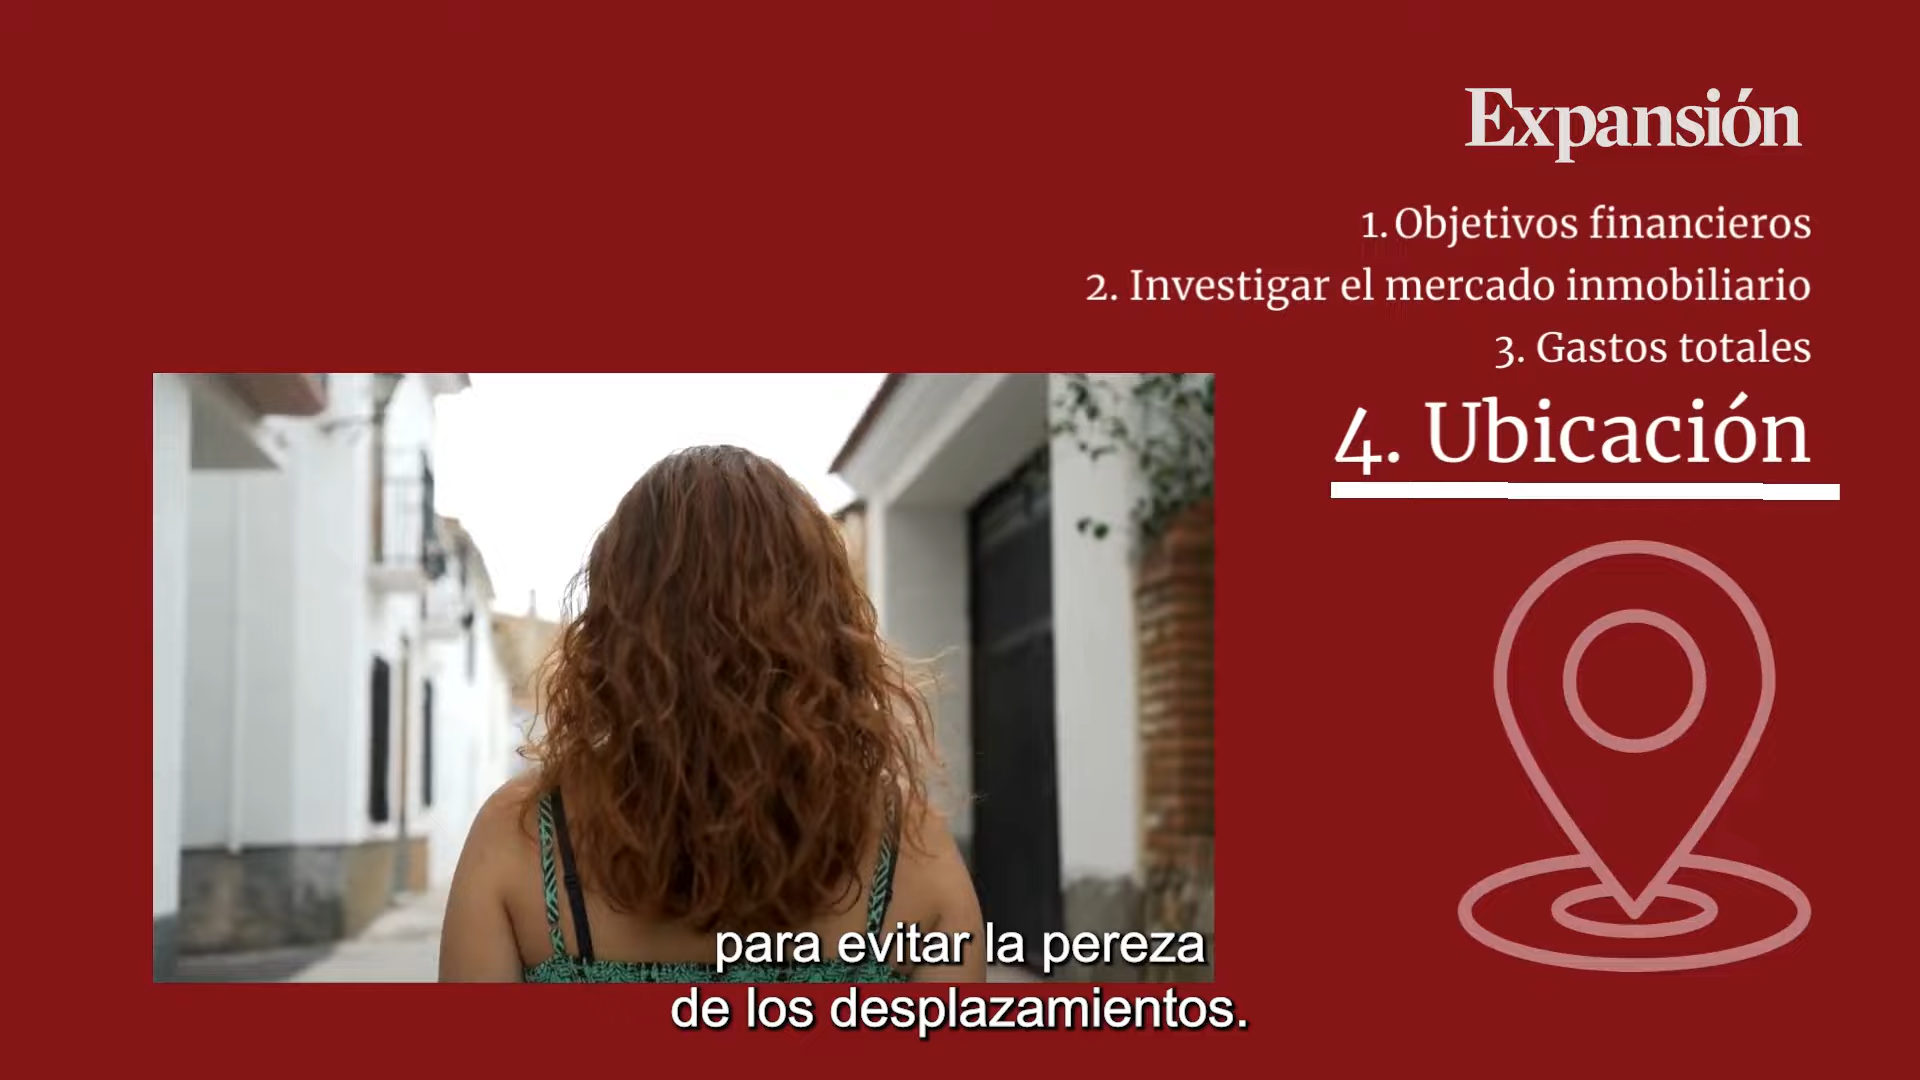 Expansión
1. Objetivos financieros
2. Investigar el mercado inmobiliario
3. Gastos totales
4. Ubicación
para evitar la pereza
de los desplazamientos.